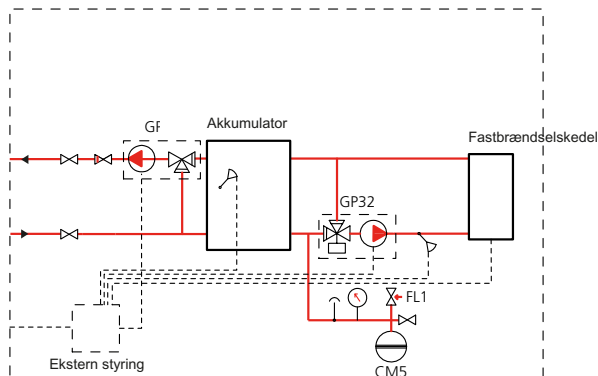 Akkumulator
GF
Fastbrændselskedel
GP32
FL1
CM5
Ekstern styring